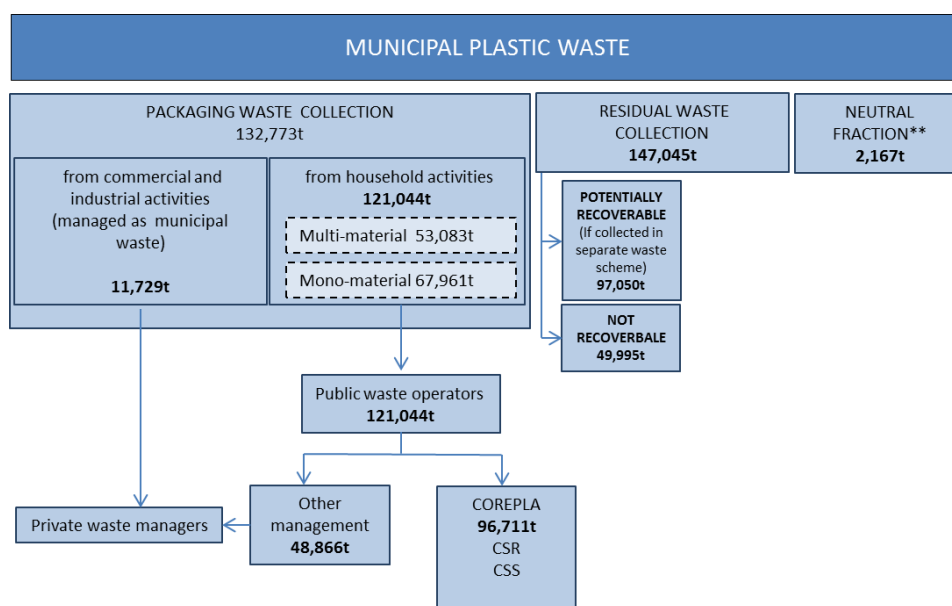 MUNICIPAL PLASTIC WASTE
PACKAGING WASTE COLLECTION
132,773t
from commercial and
industrial activities
(managed as municipal
waste)
11,729t
from household activities
121,044t
Multi-material 53,083t
Mono-material 67,961t
RESIDUAL WASTE
COLLECTION
147,045t
NEUTRAL
FRACTION**
2,167t
POTENTIALLY
RECOVERABLE
(If collected in
separate waste
scheme)
97,050t
NOT
RECOVERBALE
49,995t
Public waste operators
121,044t
Private waste managers
Other
management
48,866t
COREPLA
96,711t
CSR
CSS